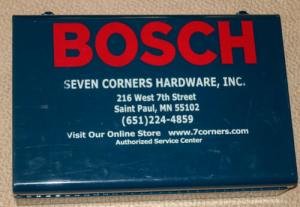 BOSCH
SEVEN CORNERS HARDWARE, INC.
216 West 7th Street
Saint Paul, MN 55102
(651)224-4859
Visit Our Online Store www.7corners.com
Authorized Service Center